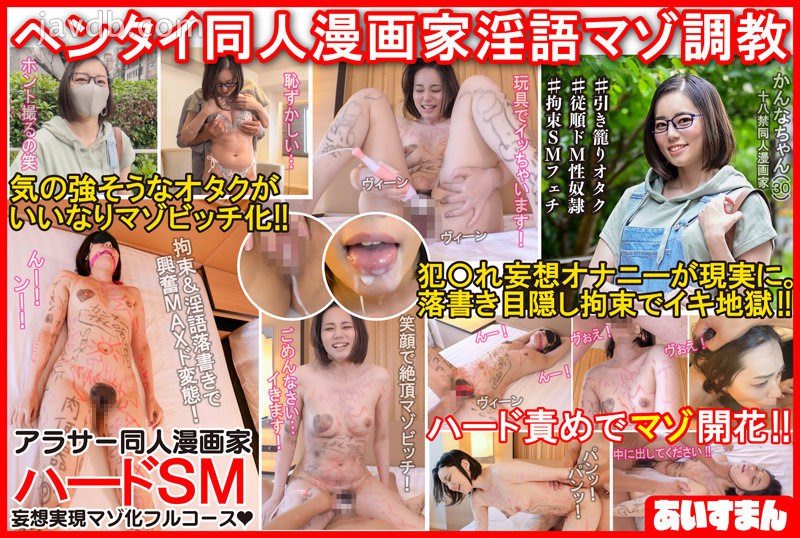 javdb.com
ヘンタイ同人漫画家淫語マゾ調教
ホント撮るの笑
恥ずかしい…
玩具でイッちゃいます!
ヴィーン
ヴィーン
#引き籠りオタク
#従順ドM性奴隷
#拘束SMフェチ
かんなちゃん(30)
十八禁同人漫画家
気の強そうなオタクが
いいなりマゾビッチ化!!
んー!
ンー!
拘束&淫語落書きで
興奮MAXド変態!
ごめんなさい…
イきます!
笑顔で絶頂マゾビッチ!
犯〇れ妄想オナニーが現実に。
落書き目隠し拘束でイキ地獄!!
んー!
んー!
ヴィーン
ヴぉえ!
ヴぉえ!
ハード責めでマゾ開花!!
パンッ!
パンッ!
中に出してください!!
アラサー同人漫画家
ハードSM
妄想実現マゾ化フルコース♥
あいすまん